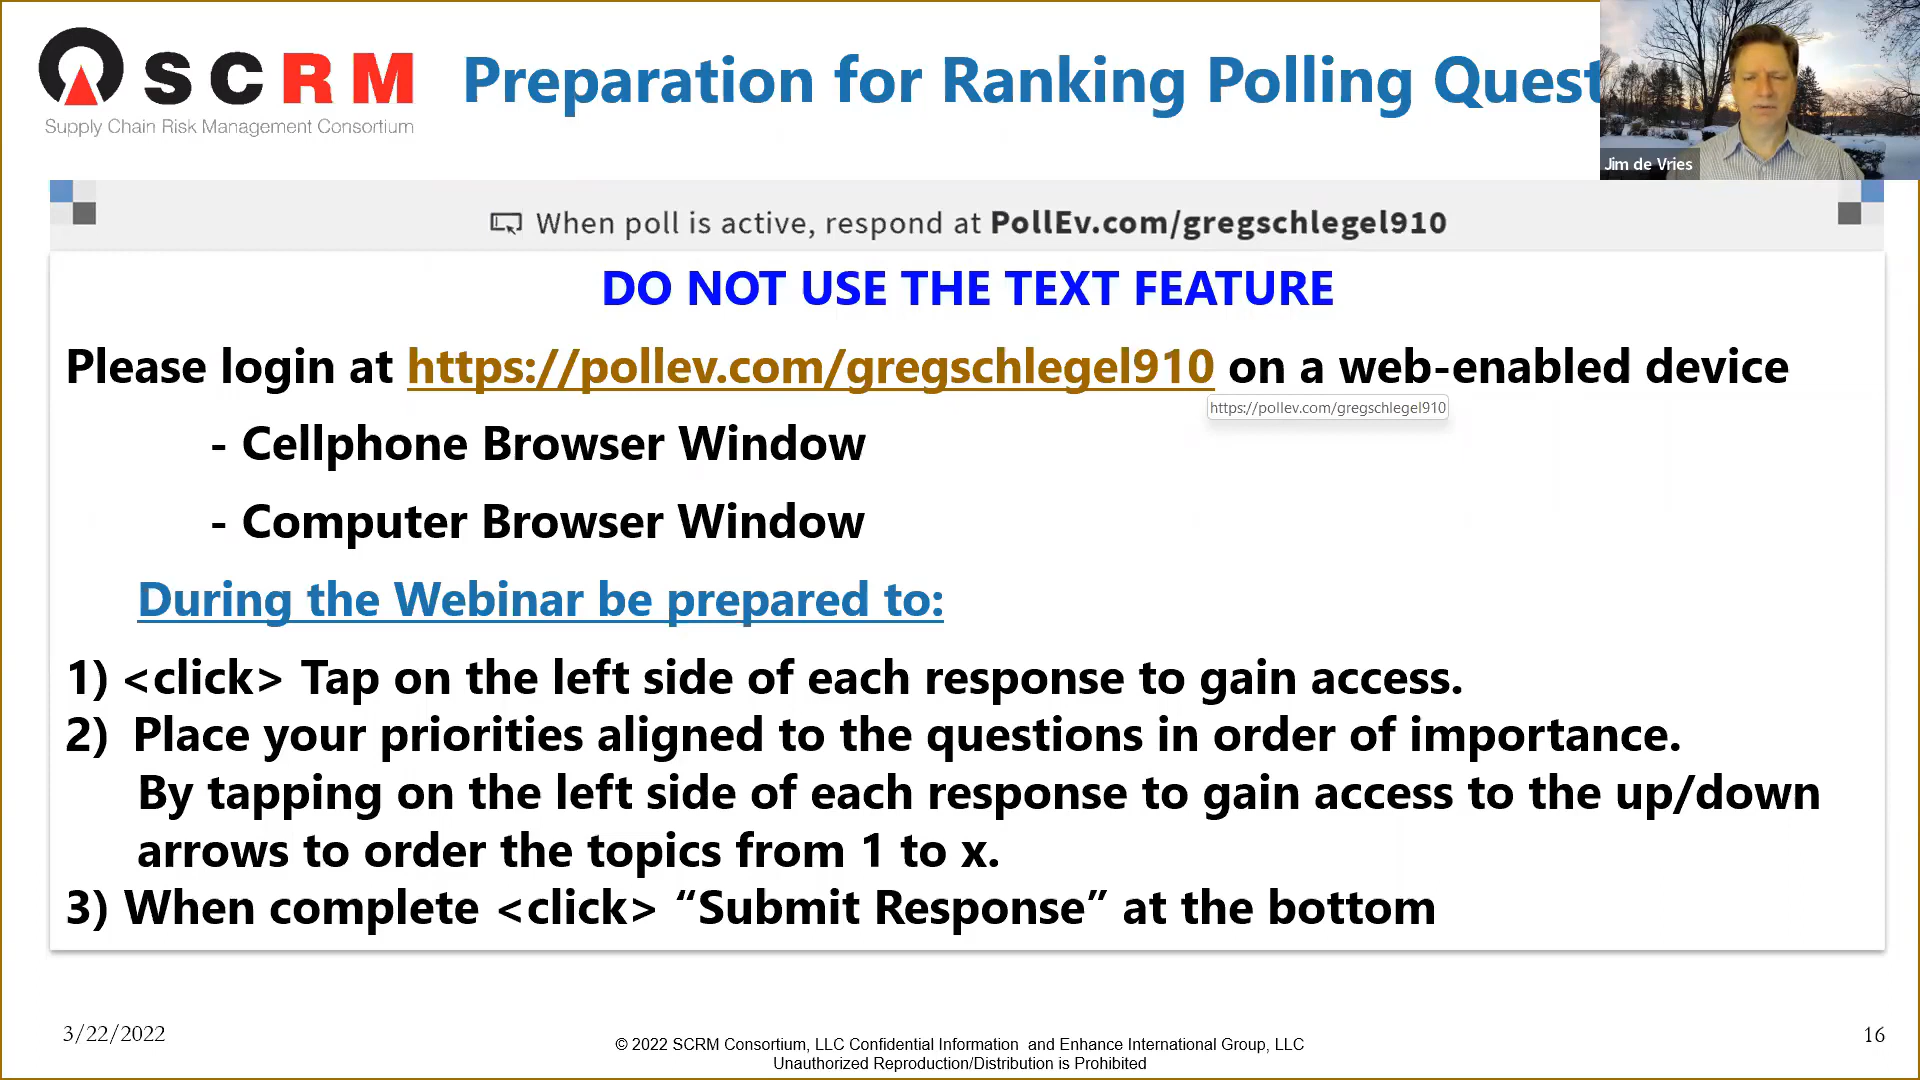 SCRM
Supply Chain Risk Management Consortium
Preparation for Ranking Polling Quest
Jim de Vries
When poll is active, respond at PollEv.com/gregschlegel910
DO NOT USE THE TEXT FEATURE
Please login at https://pollev.com/gregschlegel910 on a web-enabled device
https://pollev.com/gregschlegel910
- Cellphone Browser Window
- Computer Browser Window
During the Webinar be prepared to:
1) <click> Tap on the left side of each response to gain access.
2) Place your priorities aligned to the questions in order of importance.
By tapping on the left side of each response to gain access to the up/down
arrows to order the topics from 1 to x.
3) When complete <click> “Submit Response” at the bottom
3/22/2022
© 2022 SCRM Consortium, LLC Confidential Information and Enhance International Group, LLC
Unauthorized Reproduction/Distribution is Prohibited
16